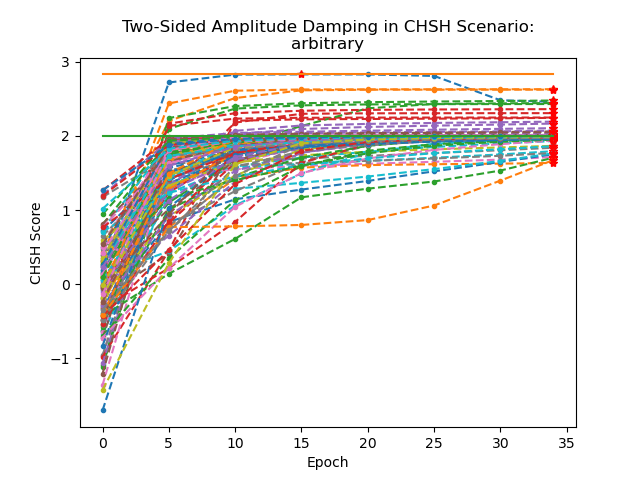 Two-Sided Amplitude Damping in CHSH Scenario:
arbitrary
CHSH Score
3
2
1
0
−1
0 5 10 15 20 25 30 35
Epoch